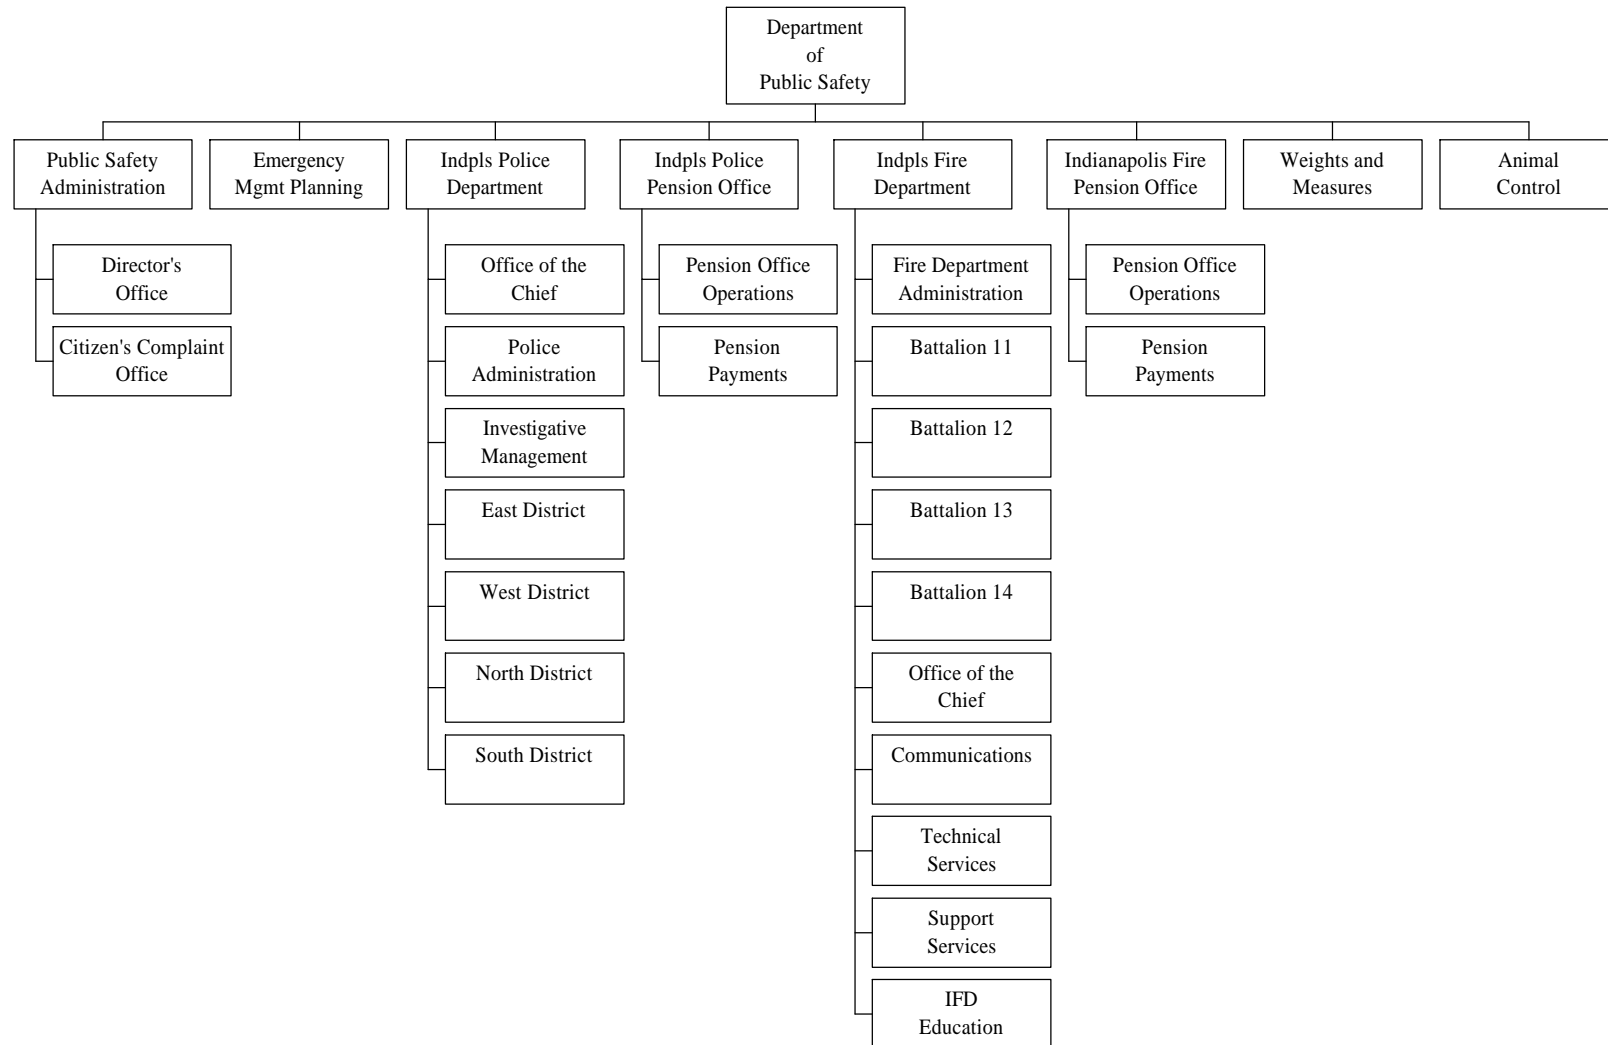 Department
of
Public Safety
Public Safety
Administration
Emergency
Mgmt Planning
Indpls Police
Department
Indpls Police
Pension Office
Indpls Fire
Department
Indianapolis Fire
Pension Office
Weights and
Measures
Animal
Control
Director's
Office
Citizen's Complaint
Office
Office of the
Chief
Police
Administration
Investigative
Management
East District
West District
North District
South District
Pension Office
Operations
Pension
Payments
Fire Department
Administration
Battalion 11
Battalion 12
Battalion 13
Battalion 14
Office of the
Chief
Communications
Technical
Services
Support
Services
IFD
Education
Pension Office
Operations
Pension
Payments